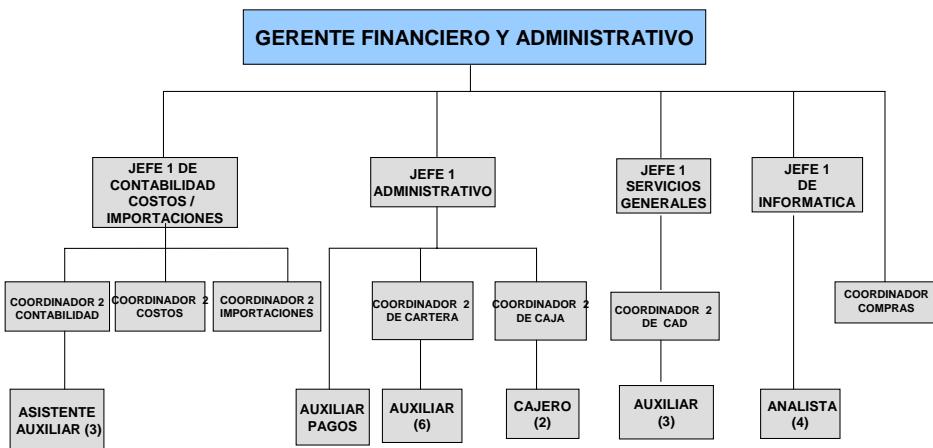 GERENTE FINANCIERO Y ADMINISTRATIVO
JEFE 1 DE
CONTABILIDAD
COSTOS /
IMPORTACIONES
JEFE 1
ADMINISTRATIVO
JEFE 1
SERVICIOS
GENERALES
JEFE 1
DE
INFORMATICA
COORDINADOR 2
CONTABILIDAD
COORDINADOR 2
COSTOS
COORDINADOR 2
IMPORTACIONES
COORDINADOR 2
DE CARTERA
COORDINADOR 2
DE CAJA
COORDINADOR 2
DE CAD
COORDINADOR
COMPRAS
ASISTENTE
AUXILIAR (3)
AUXILIAR
PAGOS
AUXILIAR
(6)
CAJERO
(2)
AUXILIAR
(3)
ANALISTA
(4)